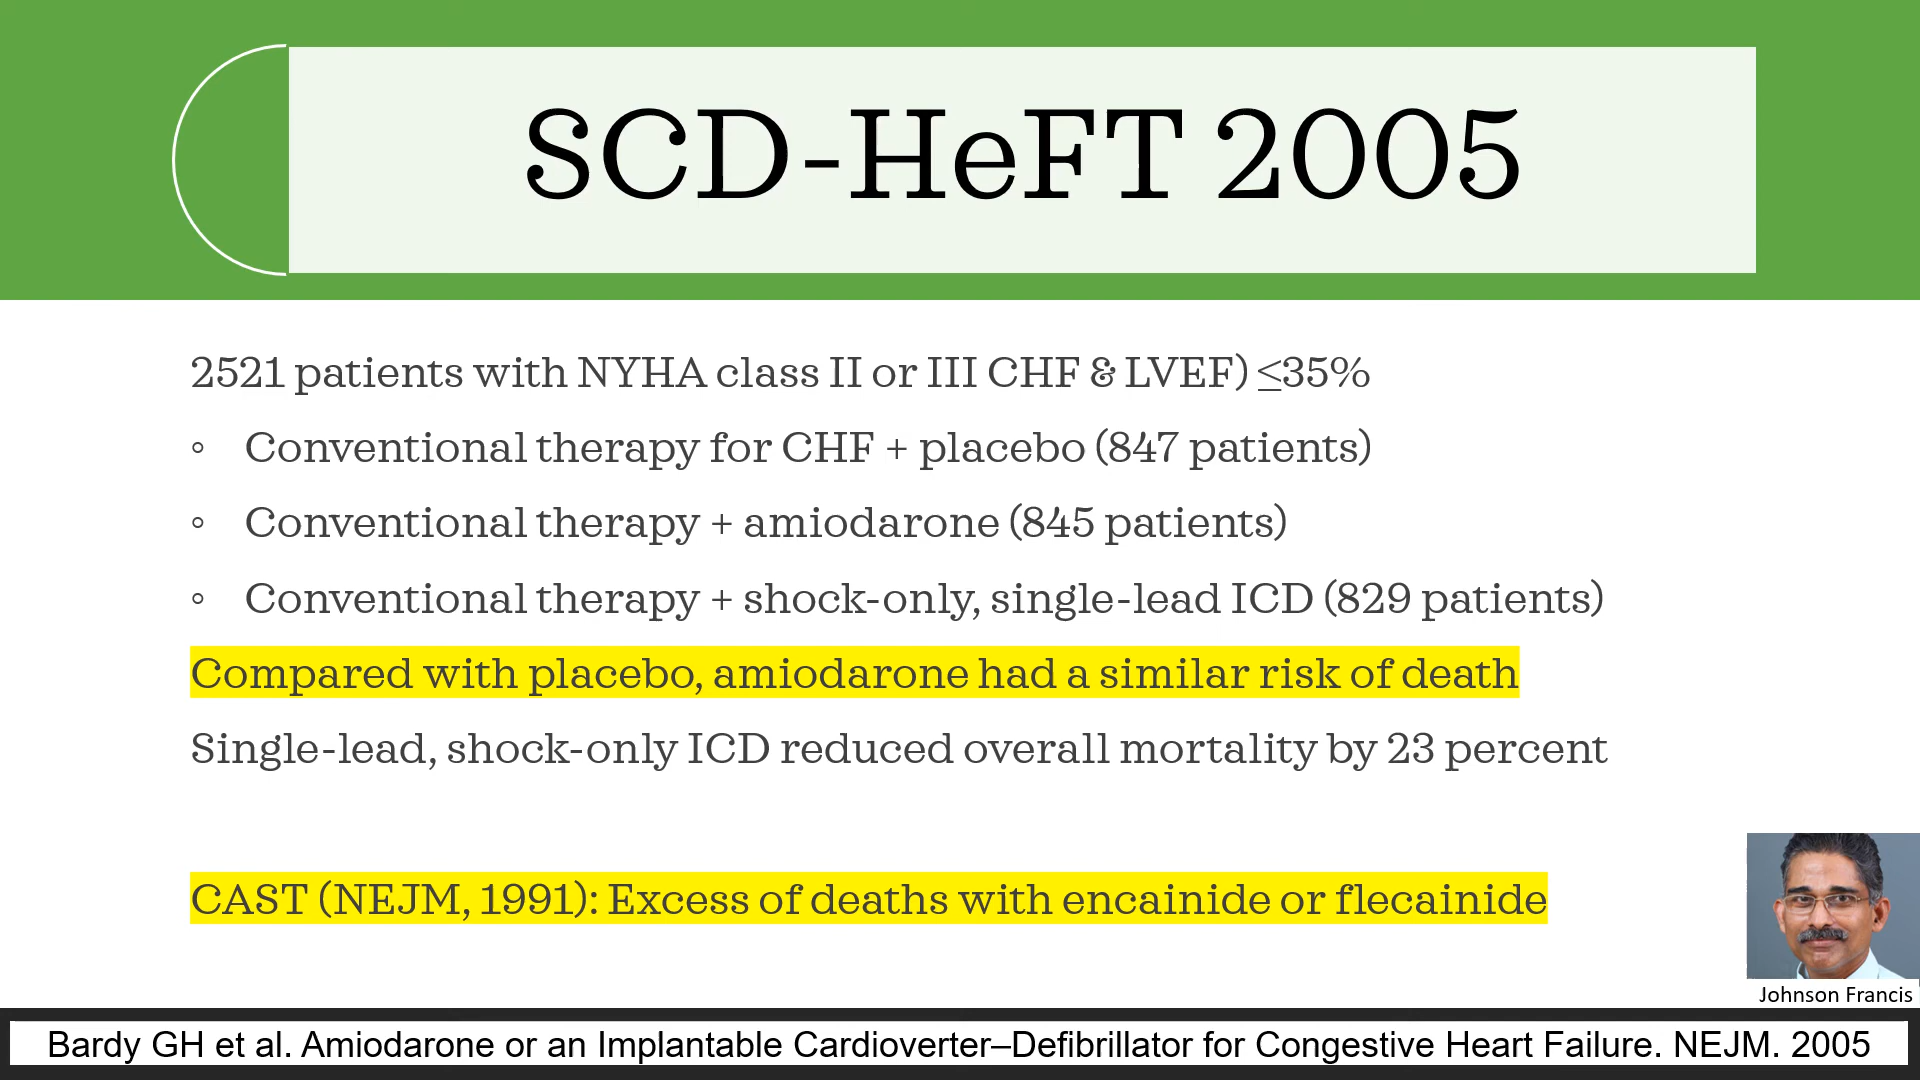 SCD-HeFT 2005
2521 patients with NYHA class II or III CHF & LVEF) ≤35%
◦ Conventional therapy for CHF + placebo (847 patients)
◦ Conventional therapy + amiodarone (845 patients)
◦ Conventional therapy + shock-only, single-lead ICD (829 patients)
Compared with placebo, amiodarone had a similar risk of death
Single-lead, shock-only ICD reduced overall mortality by 23 percent
CAST (NEJM, 1991): Excess of deaths with encainide or flecainide
Johnson Francis
Bardy GH et al. Amiodarone or an Implantable Cardioverter–Defibrillator for Congestive Heart Failure. NEJM. 2005